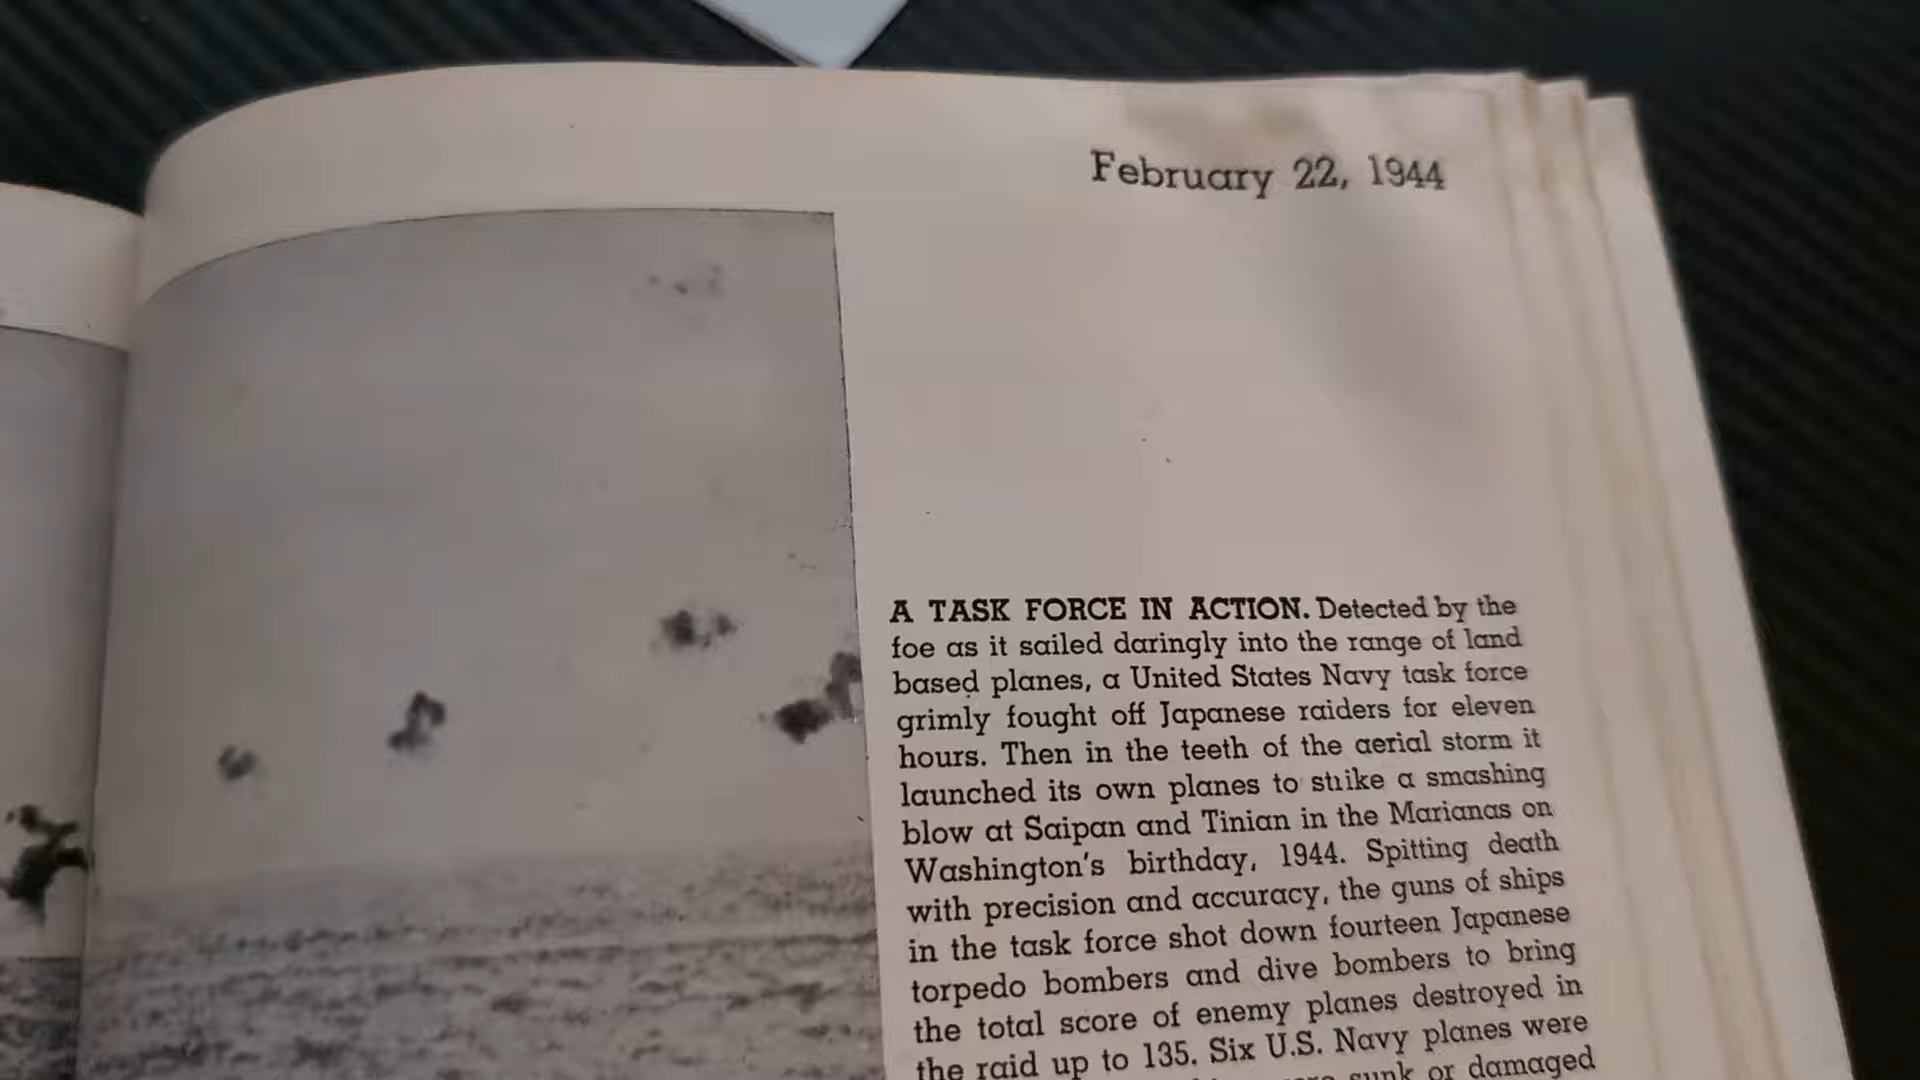 February 22, 1944
A TASK FORCE IN ACTION. Detected by the
foe as it sailed daringly into the range of land
based planes, a United States Navy task force
grimly fought off Japanese raiders for eleven
hours. Then in the teeth of the aerial storm it
launched its own planes to strike a smashing
blow at Saipan and Tinian in the Marianas on
Washington's birthday, 1944. Spitting death
with precision and accuracy, the guns of ships
in the task force shot down fourteen Japanese
torpedo bombers and dive bombers to bring
the total score of enemy planes destroyed in
the raid up to 135. Six U.S. Navy planes were
sunk or damaged